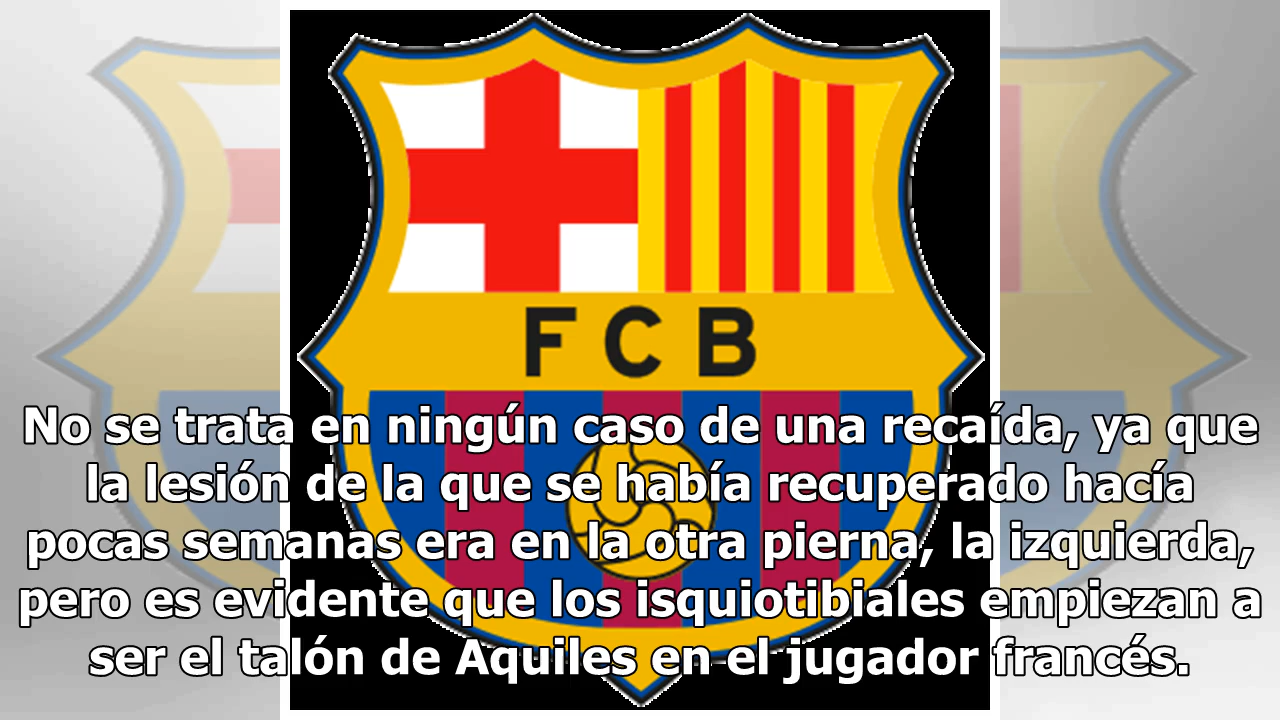 FCB
No se trata en ningún caso de una recaída, ya que
la lesión de la que se había recuperado hacía
pocas semanas era en la otra pierna, la izquierda,
pero es evidente que los isquiotibiales empiezan a
ser el talón de Aquiles en el jugador francés.